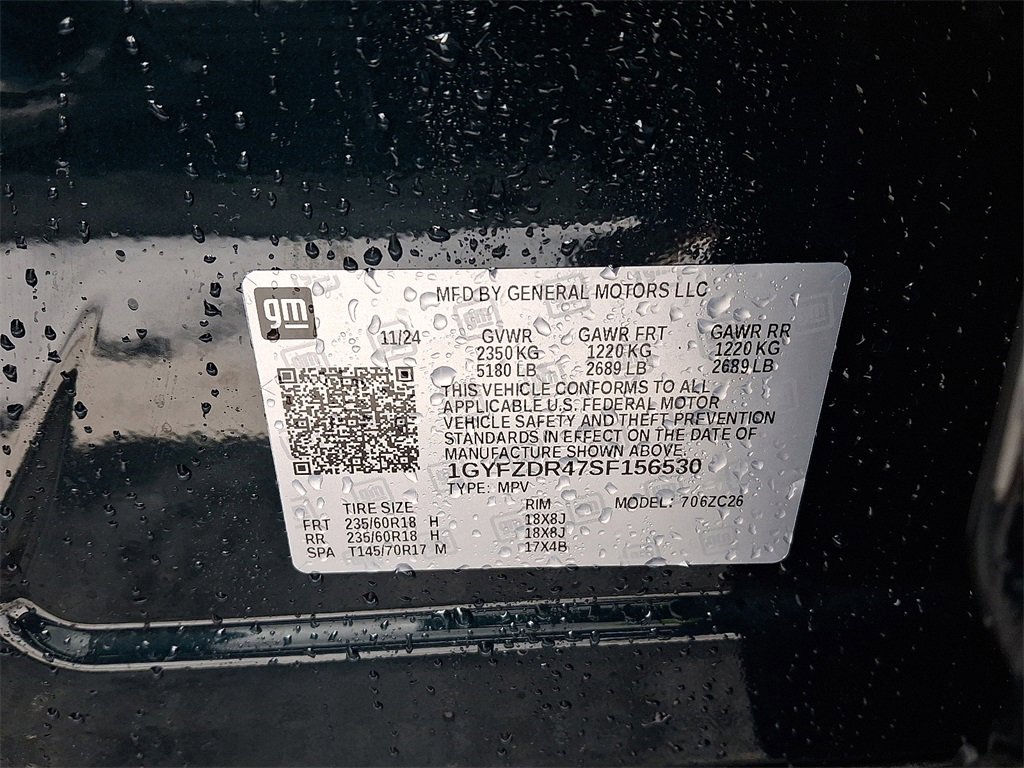 gm
MFD BY GENERAL MOTORS LLC
11/24 GVWR GAWR FRT GAWR RR
2350 KG 1220 KG 1220 KG
5180 LB 2689 LB 2689 LB
THIS VEHICLE CONFORMS TO ALL
APPLICABLE U.S. FEDERAL MOTOR
VEHICLE SAFETY AND THEFT PREVENTION
STANDARDS IN EFFECT ON THE DATE OF
MANUFACTURE SHOWN ABOVE.
1GYFZDR47SF156530
TYPE: MPV
TIRE SIZE RIM MODEL: 706ZC26
FRT 235/60R18 H 18X8J
RR 235/60R18 H 18X8J
SPA T145/70R17 M 17X4B